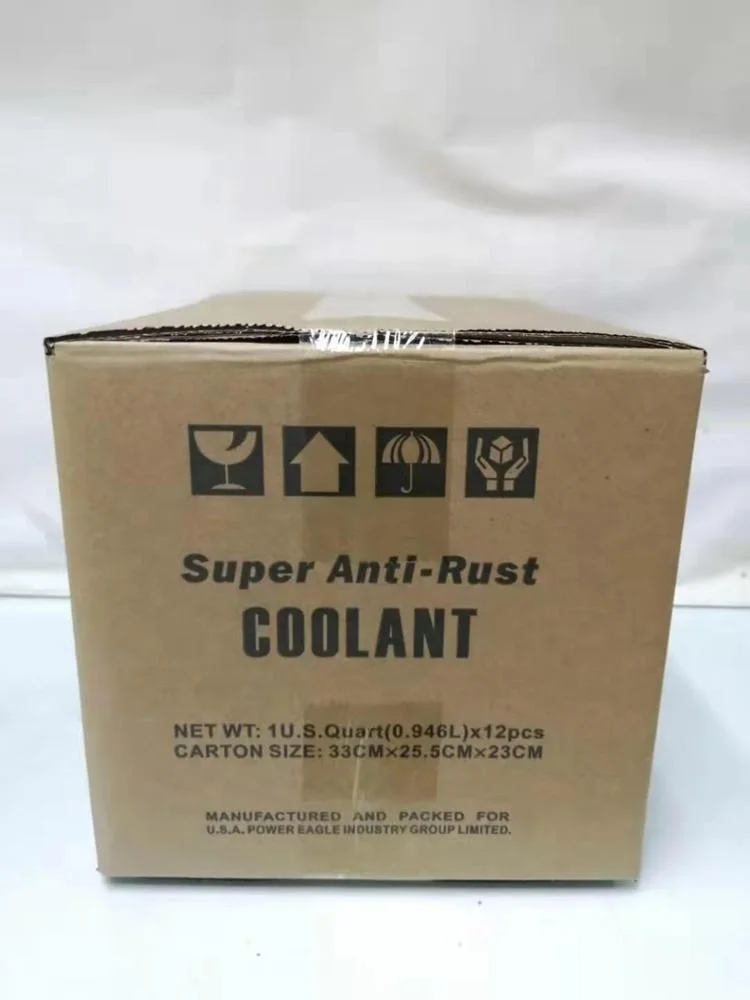 Super Anti-Rust
COOLANT
NET WT: 1U.S.Quart(0.946L)x12pcs
CARTON SIZE: 33CM×25.5CM×23CM
MANUFACTURED AND PACKED FOR
U.S.A. POWER EAGLE INDUSTRY GROUP LIMITED.